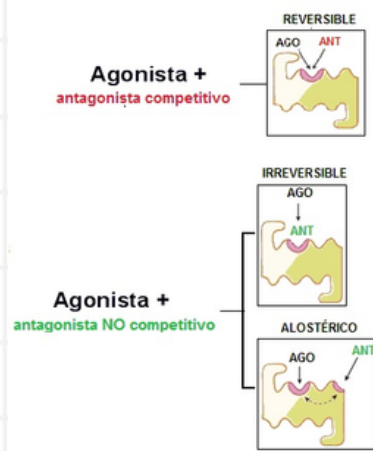 REVERSIBLE
AGO ANT
Agonista +
antagonista competitivo
IRREVERSIBLE
AGO
ANT
Agonista +
antagonista NO competitivo
ALOSTÉRICO
AGO ANT